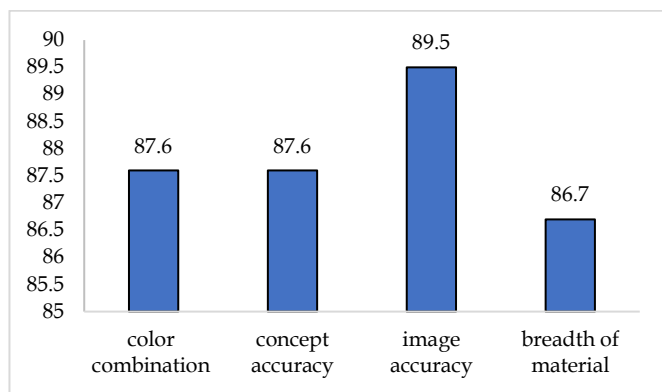 90
89.5
89
88.5
88
87.5
87
86.5
86
85.5
85
87.6
87.6
89.5
86.7
color
combination
concept
accuracy
image
accuracy
breadth of
material